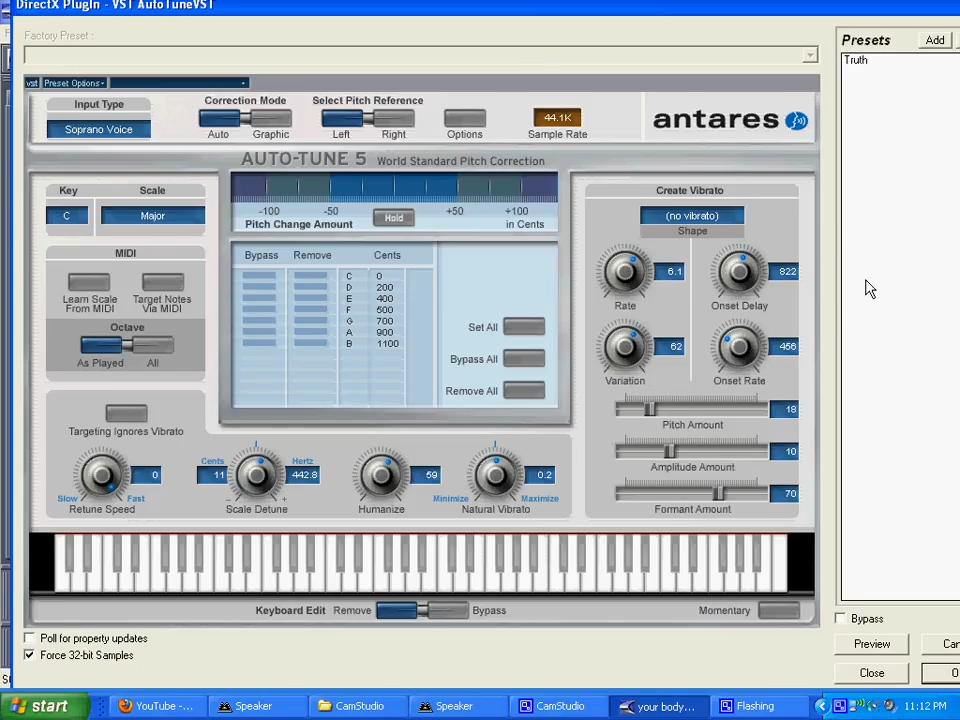 DirectX PlugIn - VST AutoTuneVST
Factory Preset :
Presets
Add
Truth
vst
Preset Options
Input Type
Soprano Voice
Correction Mode
Auto
Graphic
Select Pitch Reference
Left
Right
Options
44.1K
Sample Rate
antares
AUTO-TUNE 5 World Standard Pitch Correction
Key
Scale
C
Major
-100
-50
Hold
+50
+100
Pitch Change Amount
in Cents
Create Vibrato
(no vibrato)
Shape
MIDI
Learn Scale
From MIDI
Target Notes
Via MIDI
Octave
As Played
All
Bypass
Remove
Cents
C 0
D 200
E 400
F 500
G 700
A 900
B 1100
Set All
Bypass All
Remove All
6.1
Rate
822
Onset Delay
62
Variation
456
Onset Rate
18
Pitch Amount
10
Amplitude Amount
70
Formant Amount
Targeting Ignores Vibrato
0
Slow
Fast
Retune Speed
Cents
11
Hertz
442.8
- +
Scale Detune
59
Humanize
0.2
Minimize
Maximize
Natural Vibrato
Keyboard Edit
Remove
Bypass
Momentary
Poll for property updates
Force 32-bit Samples
Bypass
Preview
Can
Close
O
start
YouTube -...
Speaker
CamStudio
Speaker
CamStudio
your body...
Flashing
11:12 PM